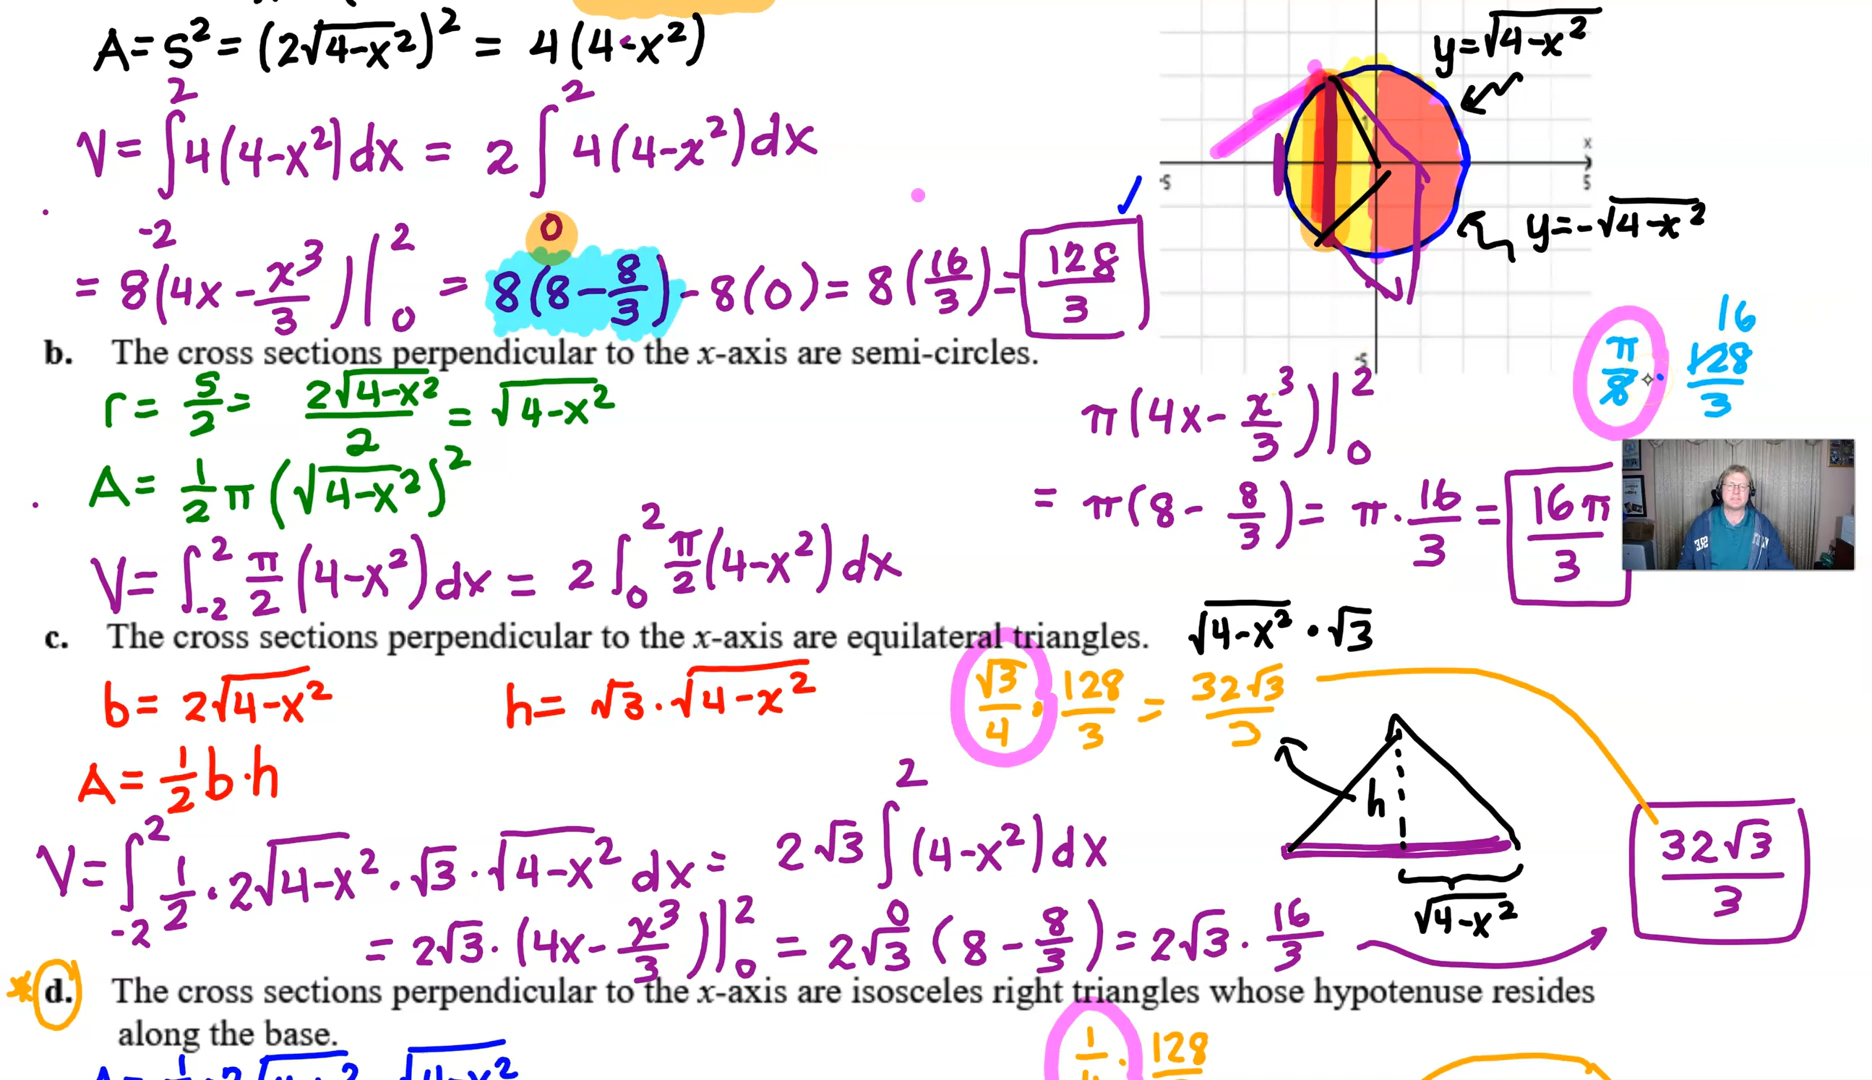 A = S² = (2√(4-x²))² = 4(4-x²)
V = ∫₋₂² 4(4-x²) dx = 2 ∫₀² 4(4-x²) dx
= 8(4x - x³/3)|₀² = 8(8 - 8/3) - 8(0) = 8(16/3) = 128/3
y = √(4-x²)
1
x
-5
5
y = -√(4-x²)
-5
b. The cross sections perpendicular to the x-axis are semi-circles.
r = s/2 = 2√(4-x²)/2 = √(4-x²)
A = 1/2 π (√(4-x²))²
V = ∫₋₂² π/2 (4-x²) dx = 2 ∫₀² π/2 (4-x²) dx
π(4x - x³/3)|₀²
= π(8 - 8/3) = π · 16/3 = 16π/3
16
π/8 · 128/3
c. The cross sections perpendicular to the x-axis are equilateral triangles.
√(4-x²) · √3
b = 2√(4-x²) h = √3 · √(4-x²)
√3/4 · 128/3 = 32√3/3
A = 1/2 b·h
h
√(4-x²)
V = ∫₋₂² 1/2 · 2√(4-x²) · √3 · √(4-x²) dx = 2√3 ∫₀² (4-x²) dx
= 2√3 · (4x - x³/3)|₀² = 2√3 (8 - 8/3) = 2√3 · 16/3
32√3/3
*d. The cross sections perpendicular to the x-axis are isosceles right triangles whose hypotenuse resides
along the base.